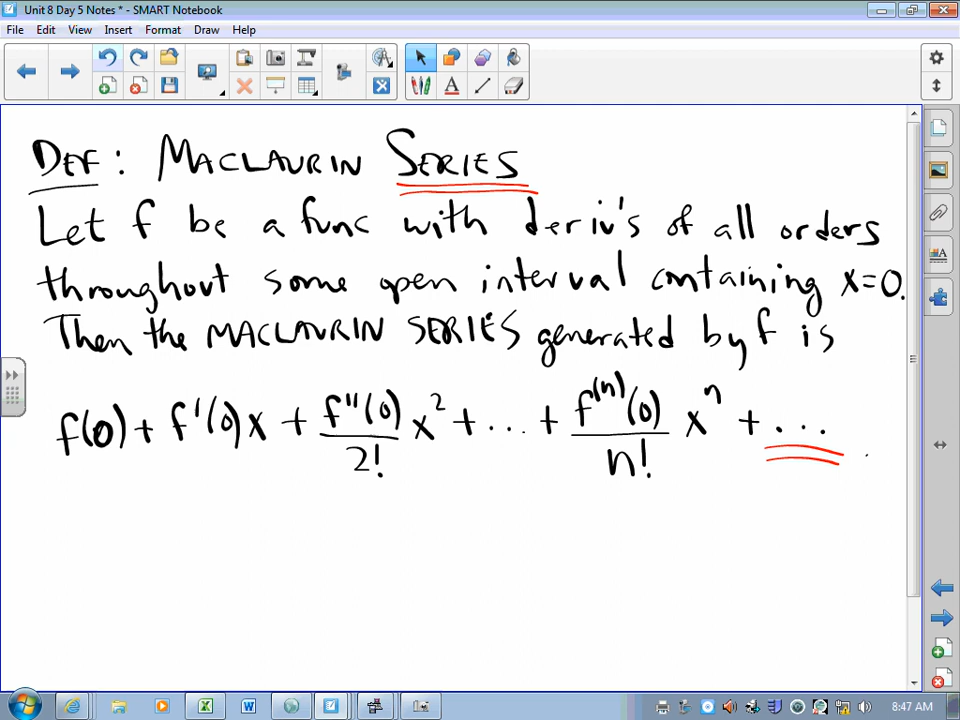 Unit 8 Day 5 Notes * - SMART Notebook
File Edit View Insert Format Draw Help
DEF: MACLAURIN SERIES
Let f be a func with deriv's of all orders
throughout some open interval containing x=0.
Then the MACLAURIN SERIES generated by f is
f(0) + f'(0)x + f''(0)/2! x² + ... + f⁽ⁿ⁾(0)/n! xⁿ + ...
8:47 AM